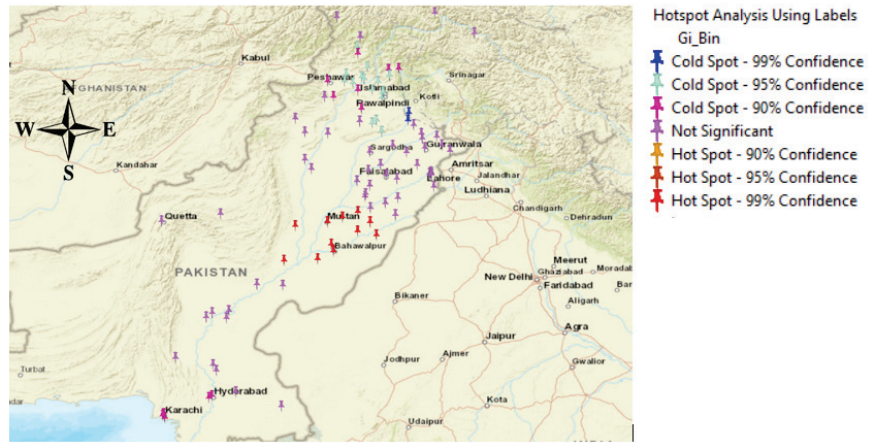 Hotspot Analysis Using Labels
Gi_Bin
Cold Spot - 99% Confidence
Cold Spot - 95% Confidence
Cold Spot - 90% Confidence
Not Significant
Hot Spot - 90% Confidence
Hot Spot - 95% Confidence
Hot Spot - 99% Confidence
Kabul
Peshawar
Srinagar
Islamabad
Rawalpindi
Kotli
N
W E
S
Sargodha
Gujranwala
Kandahar
Faisalabad
Amritsar
Lahore
Jalandhar
Ludhiana
Chandigarh
Quetta
Multan
Dehradun
Bahawalpur
PAKISTAN
Meerut
New Delhi
Ghaziabad
Moradab
Faridabad
Bar
Bikaner
Aligarh
Agra
Jaipur
Jodhpur
Ajmer
Gwalior
Turbat
Hyderabad
Karachi
Kota
Udaipur